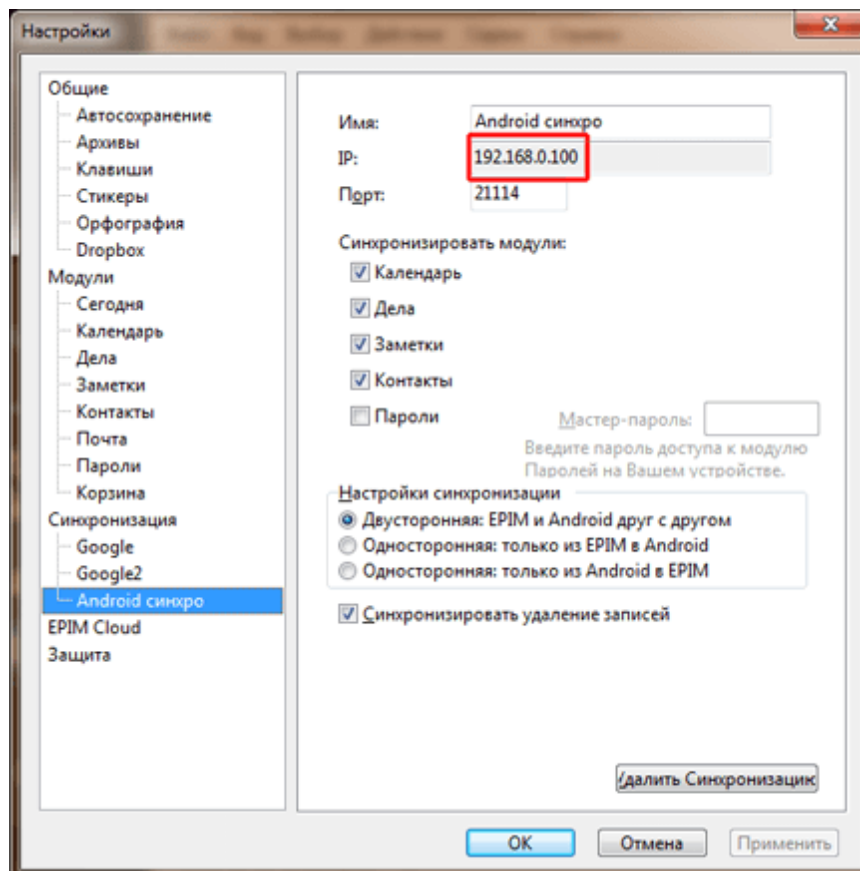 Настройки
Общие
Автосохранение
Архивы
Клавиши
Стикеры
Орфография
Dropbox
Модули
Сегодня
Календарь
Дела
Заметки
Контакты
Почта
Пароли
Корзина
Синхронизация
Google
Google2
Android синхро
EPIM Cloud
Защита
Имя: Android синхро
IP: 192.168.0.100
Порт: 21114
Синхронизировать модули:
Календарь
Дела
Заметки
Контакты
Пароли Мастер-пароль:
Введите пароль доступа к модулю
Паролей на Вашем устройстве.
Настройки синхронизации
Двусторонняя: EPIM и Android друг с другом
Односторонняя: только из EPIM в Android
Односторонняя: только из Android в EPIM
Синхронизировать удаление записей
Удалить Синхронизацию
OK Отмена Применить